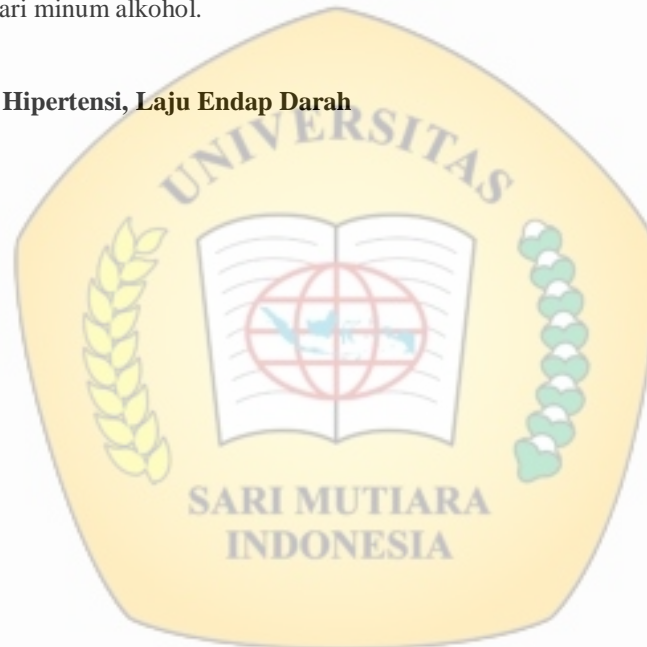 ari minum alkohol.
Hipertensi, Laju Endap Darah
UNIVERSITAS
SARI MUTIARA
INDONESIA